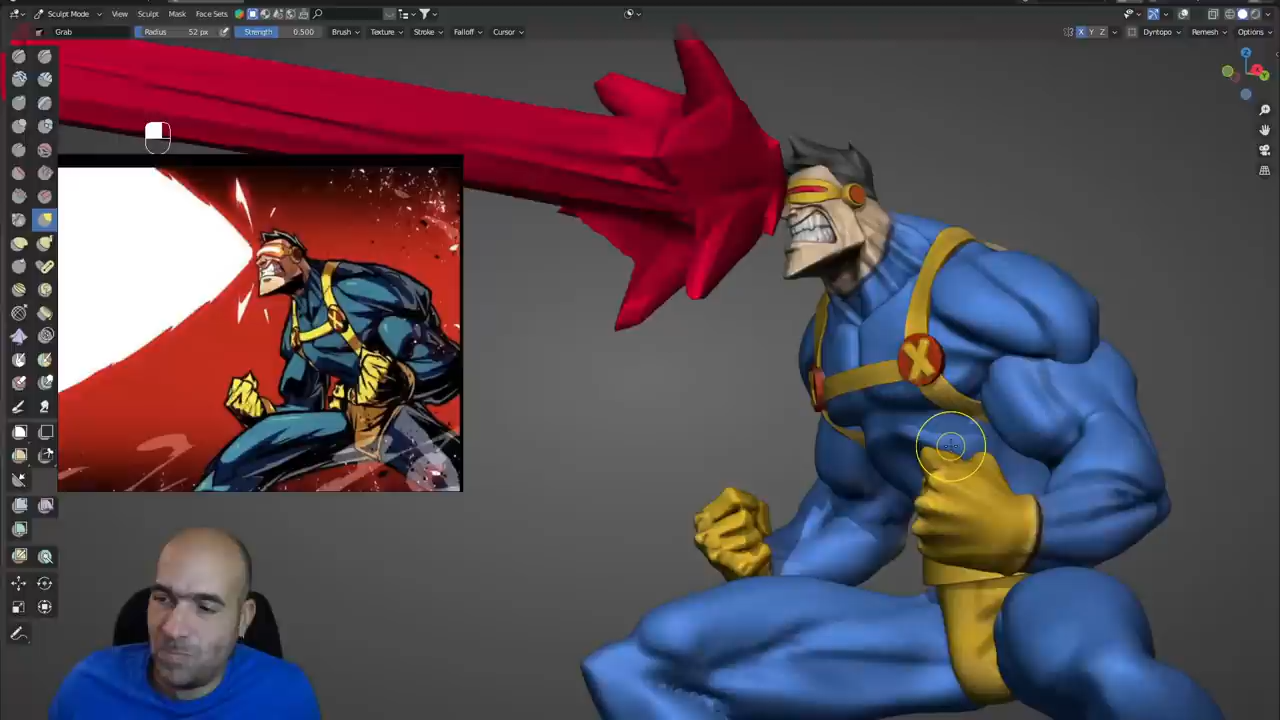 Sculpt Mode View Sculpt Mask Face Sets
Grab Radius 52 px Strength 0.500 Brush Texture Stroke Falloff Cursor X Y Z Dyntopo Remesh Options
X